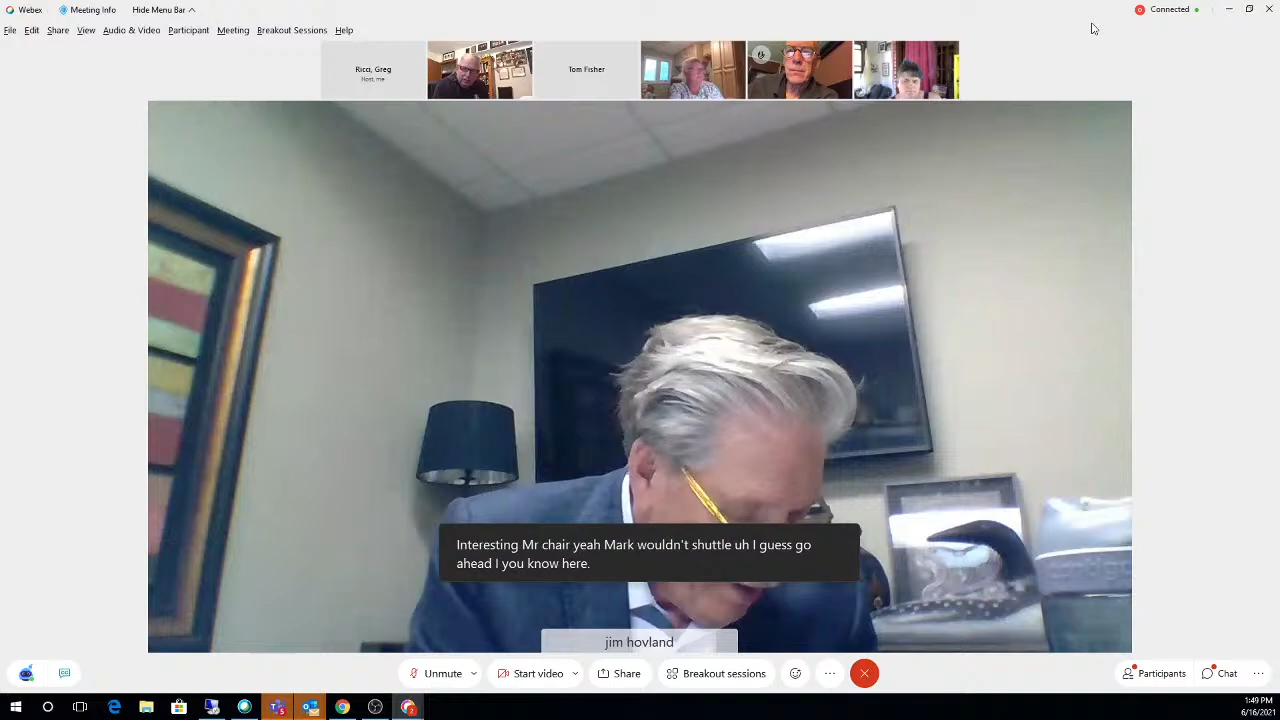 Webex Meeting Info Hide Menu Bar Connected
File Edit Share View Audio & Video Participant Meeting Breakout Sessions Help
Ricci, Greg
Host, me
Tom Fisher
Interesting Mr chair yeah Mark wouldn't shuttle uh I guess go
ahead I you know here.
jim hovland
Unmute Start video Share Breakout sessions Participants Chat
1:49 PM
6/16/2021